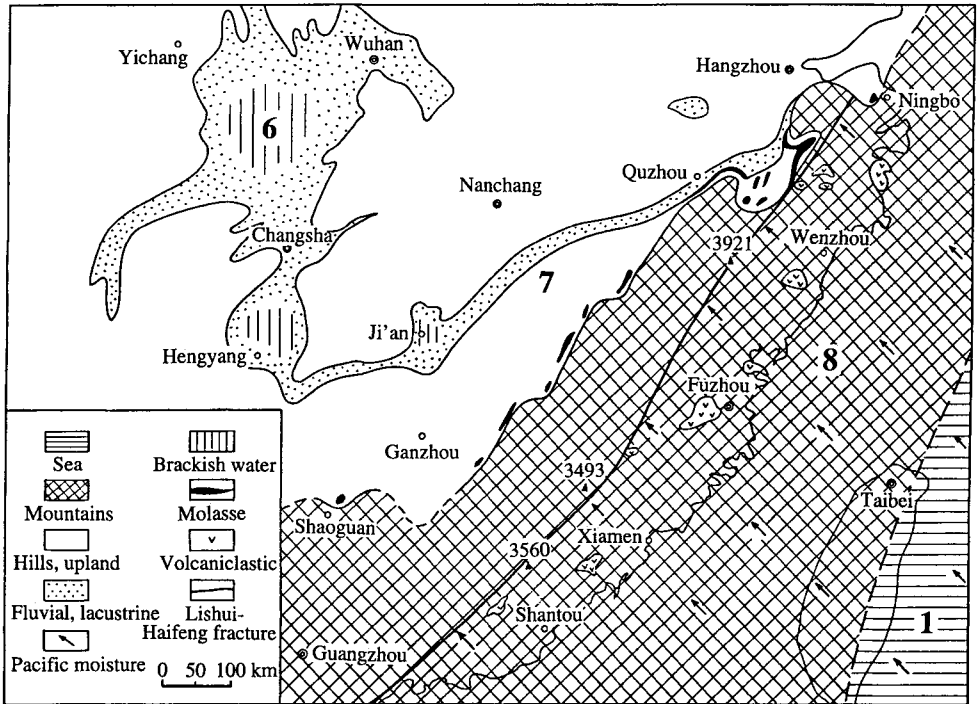 Yichang
Wuhan
Hangzhou
Ningbo
6
Quzhou
Nanchang
Changsha
3921
Wenzhou
7
Ji'an
8
Hengyang
Fuzhou
Ganzhou
3493
Taibei
Shaoguan
3560
Xiamen
Shantou
1
Guangzhou
Sea
Brackish water
Mountains
Molasse
Hills, upland
Volcaniclastic
Fluvial, lacustrine
Lishui-
Haifeng fracture
Pacific moisture
0 50 100 km